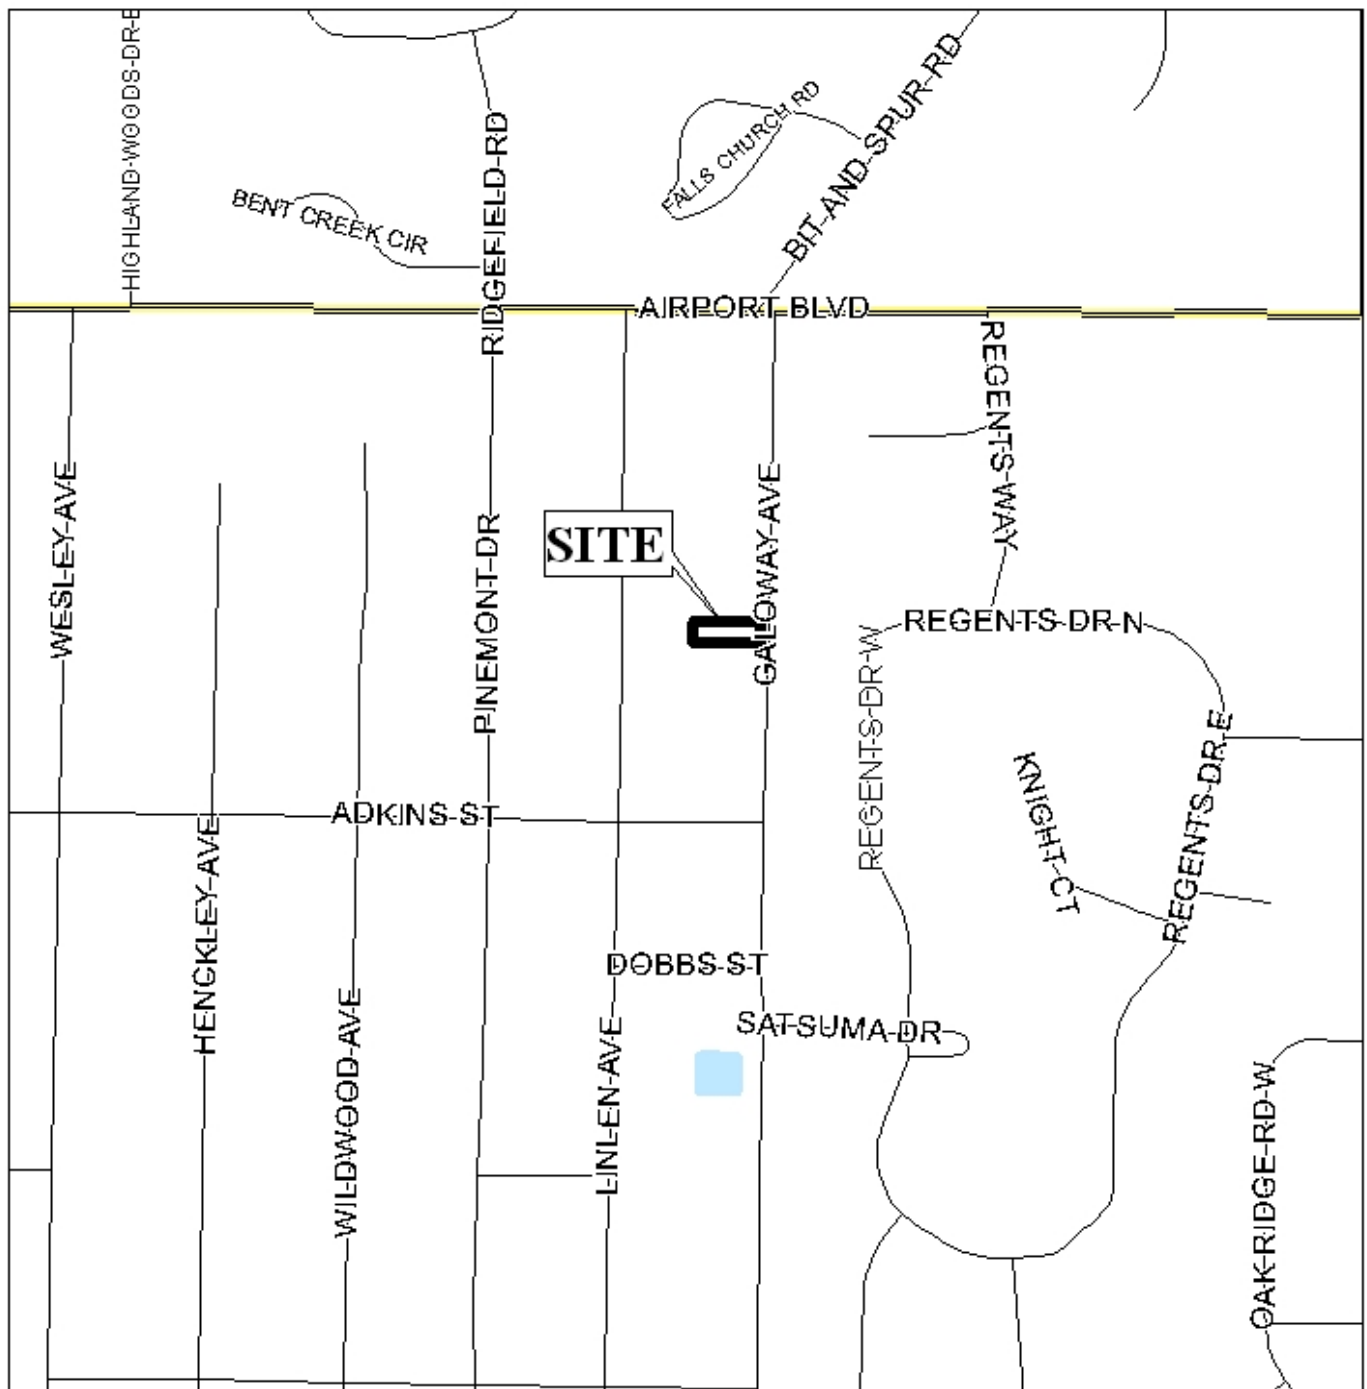 HIGHLAND WOODS DR E
RIDGEFIELD RD
BENT CREEK CIR
FALLS CHURCH RD
BIT AND SPUR RD
AIRPORT BLVD
REGENTS WAY
WESLEY AVE
PINEMONT DR
SITE
GALOWAY AVE
REGENTS DR N
REGENTS DR W
REGENTS DR E
KNIGHT CT
ADKINS ST
HENCKLEY AVE
DOBBS ST
SATSUMA DR
WILDWOOD AVE
LINLEN AVE
OAK RIDGE RD W